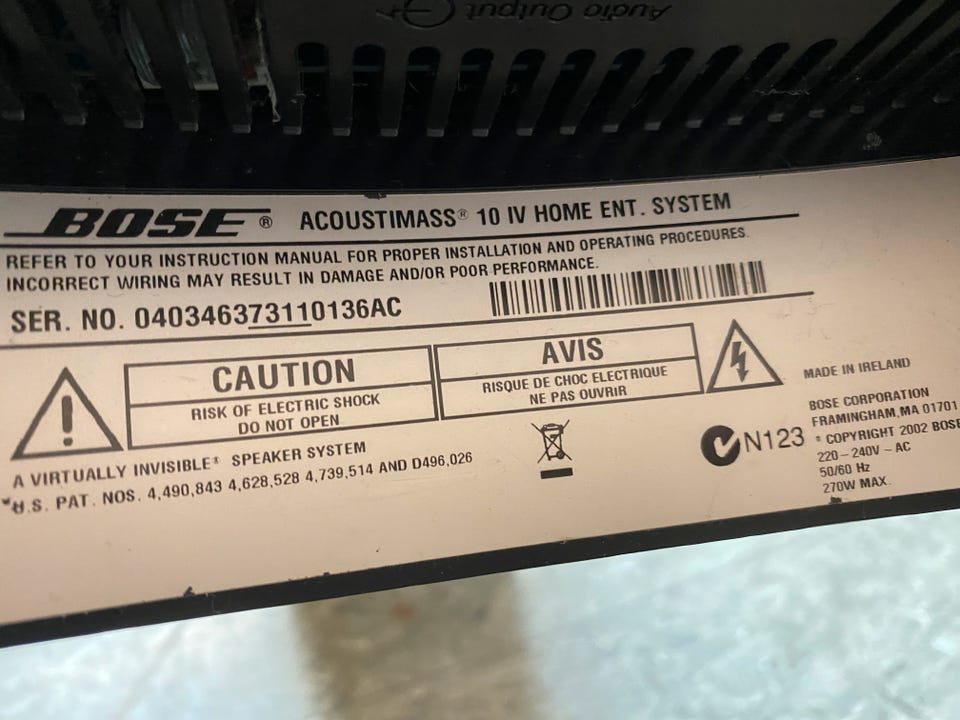 Audio Output
BOSE® ACOUSTIMASS® 10 IV HOME ENT. SYSTEM
REFER TO YOUR INSTRUCTION MANUAL FOR PROPER INSTALLATION AND OPERATING PROCEDURES.
INCORRECT WIRING MAY RESULT IN DAMAGE AND/OR POOR PERFORMANCE.
SER. NO. 040346373110136AC
CAUTION
RISK OF ELECTRIC SHOCK
DO NOT OPEN
AVIS
RISQUE DE CHOC ELECTRIQUE
NE PAS OUVRIR
A VIRTUALLY INVISIBLE® SPEAKER SYSTEM
U.S. PAT. NOS. 4,490,843 4,628,528 4,739,514 AND D496,026
N123
MADE IN IRELAND
BOSE CORPORATION
FRAMINGHAM, MA 01701
COPYRIGHT 2002 BOSE
220-240V ~ AC
50/60 Hz
270W MAX.